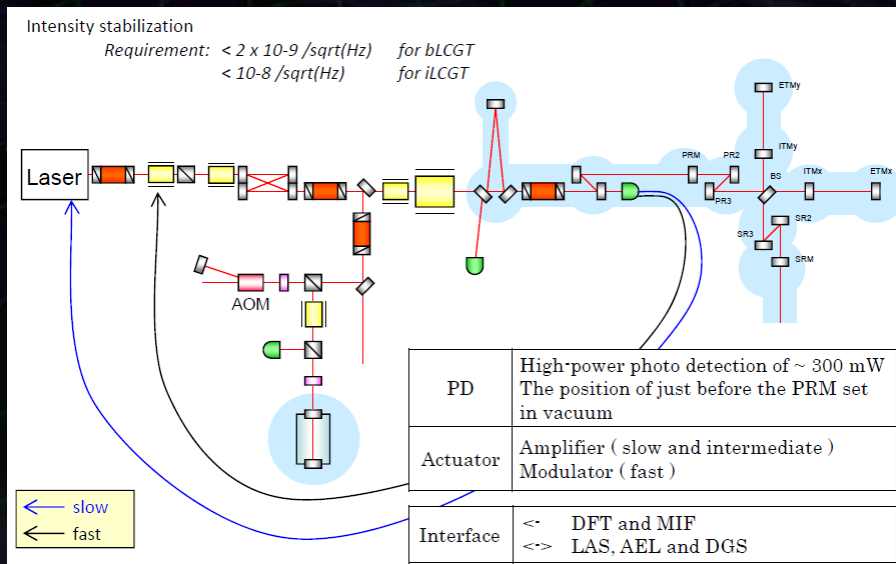 Intensity stabilization
Requirement: < 2 x 10-9 /sqrt(Hz) for bLCGT
< 10-8 /sqrt(Hz) for iLCGT
ETMy
ITMy
PRM PR2
BS ITMx ETMx
Laser
PR3
SR2
SR3
SRM
AOM
PD
High-power photo detection of ~ 300 mW
The position of just before the PRM set
in vacuum
Actuator
Amplifier ( slow and intermediate )
Modulator ( fast )
Interface
<- DFT and MIF
<-> LAS, AEL and DGS
slow
fast